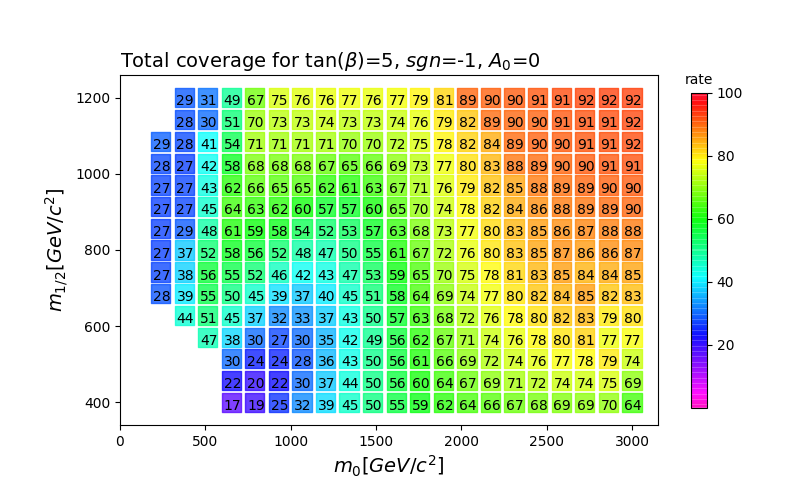 Total coverage for tan(β)=5, sgn=-1, A₀=0
rate
29 31 49 67 75 76 76 77 76 77 79 81 89 90 90 91 91 92 92 92
28 30 51 70 73 73 74 73 73 74 76 79 82 89 90 90 91 91 91 92
29 28 41 54 71 71 71 71 70 70 72 75 78 82 84 89 90 90 91 91 92
28 27 42 58 68 68 68 67 65 66 69 73 77 80 83 88 89 90 90 91 91
27 27 43 62 66 65 65 62 61 63 67 71 76 79 82 85 88 89 89 90 90
27 27 45 64 63 62 60 57 57 60 65 70 74 78 82 84 86 88 89 89 90
27 29 48 61 59 58 54 52 53 57 63 68 73 77 80 83 85 86 87 88 88
27 37 52 58 56 52 48 47 50 55 61 67 72 76 80 83 85 87 86 86 87
27 38 56 55 52 46 42 43 47 53 59 65 70 75 78 81 83 85 84 84 85
28 39 55 50 45 39 37 40 45 51 58 64 69 74 77 80 82 84 85 82 83
44 51 45 37 32 33 37 43 50 57 63 68 72 76 78 80 82 83 79 80
47 38 30 27 30 35 42 49 56 62 67 71 74 76 78 80 81 77 77
30 24 24 28 36 43 50 56 61 66 69 72 74 76 77 78 79 74
22 20 22 30 37 44 50 56 60 64 67 69 71 72 74 74 75 69
17 19 25 32 39 45 50 55 59 62 64 66 67 68 69 69 70 64
1200
1000
800
600
400
m₁/₂[GeV/c²]
0 500 1000 1500 2000 2500 3000
m₀[GeV/c²]
100
80
60
40
20